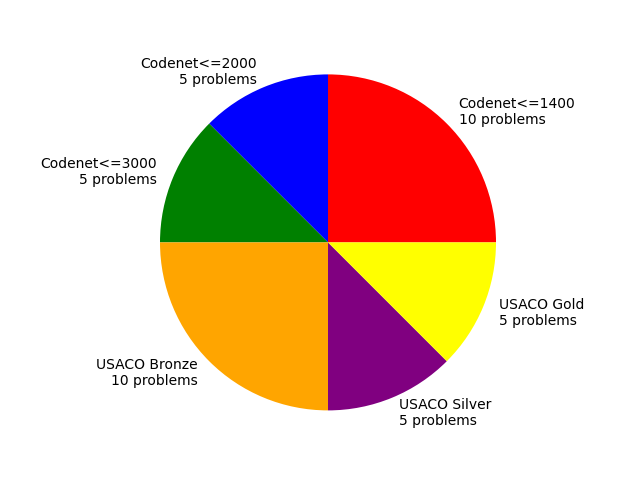 Codenet<=2000
5 problems
Codenet<=1400
10 problems
Codenet<=3000
5 problems
USACO Gold
5 problems
USACO Bronze
10 problems
USACO Silver
5 problems